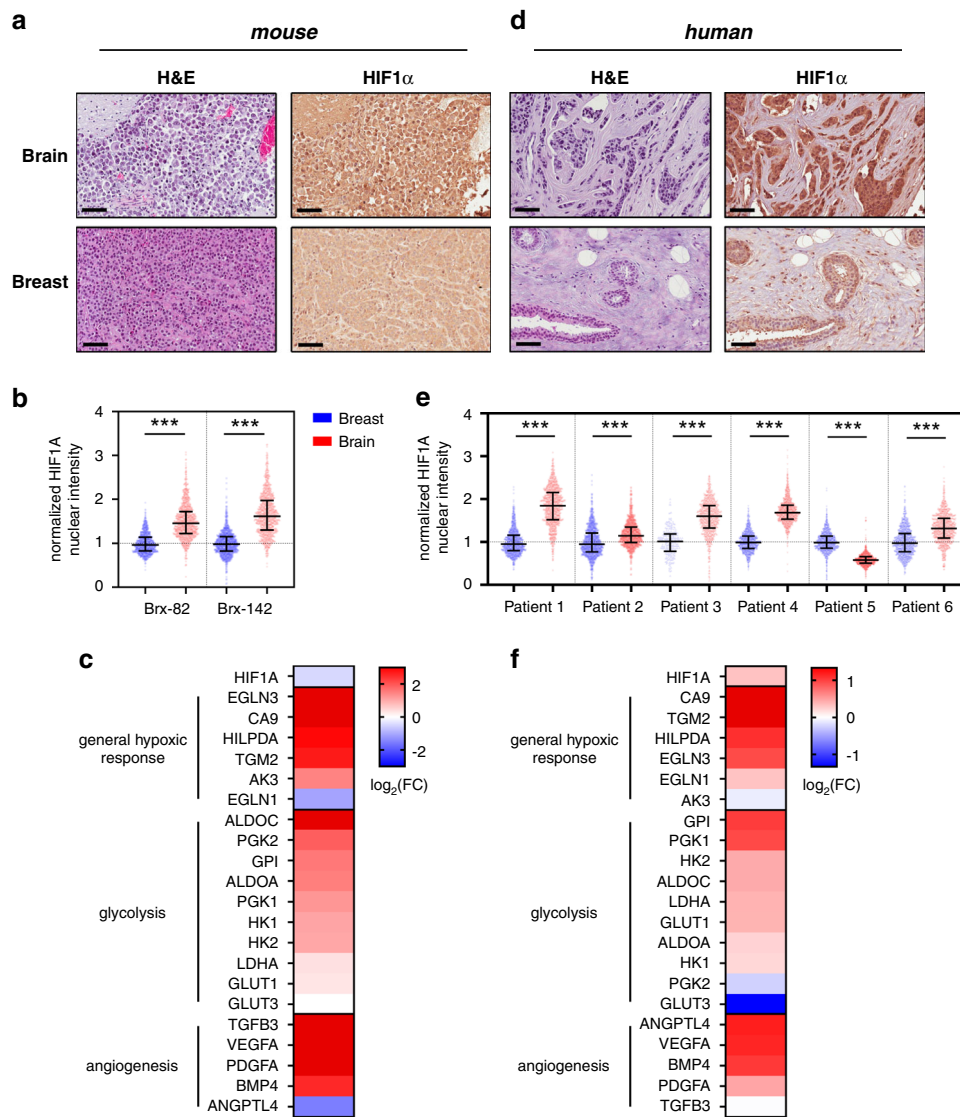 a
mouse
H&E
HIF1α
Brain
Breast
d
human
H&E
HIF1α
b
normalized HIF1A
nuclear intensity
4
3
2
1
0
***
***
Brx-82
Brx-142
Breast
Brain
e
normalized HIF1A
nuclear intensity
4
3
2
1
0
***
***
***
***
***
***
Patient 1
Patient 2
Patient 3
Patient 4
Patient 5
Patient 6
c
HIF1A
general hypoxic
response
EGLN3
CA9
HILPDA
TGM2
AK3
EGLN1
glycolysis
ALDOC
PGK2
GPI
ALDOA
PGK1
HK1
HK2
LDHA
GLUT1
GLUT3
angiogenesis
TGFB3
VEGFA
PDGFA
BMP4
ANGPTL4
2
0
-2
log2(FC)
f
HIF1A
general hypoxic
response
CA9
TGM2
HILPDA
EGLN3
EGLN1
AK3
glycolysis
GPI
PGK1
HK2
ALDOC
LDHA
GLUT1
ALDOA
HK1
PGK2
GLUT3
angiogenesis
ANGPTL4
VEGFA
BMP4
PDGFA
TGFB3
1
0
-1
log2(FC)